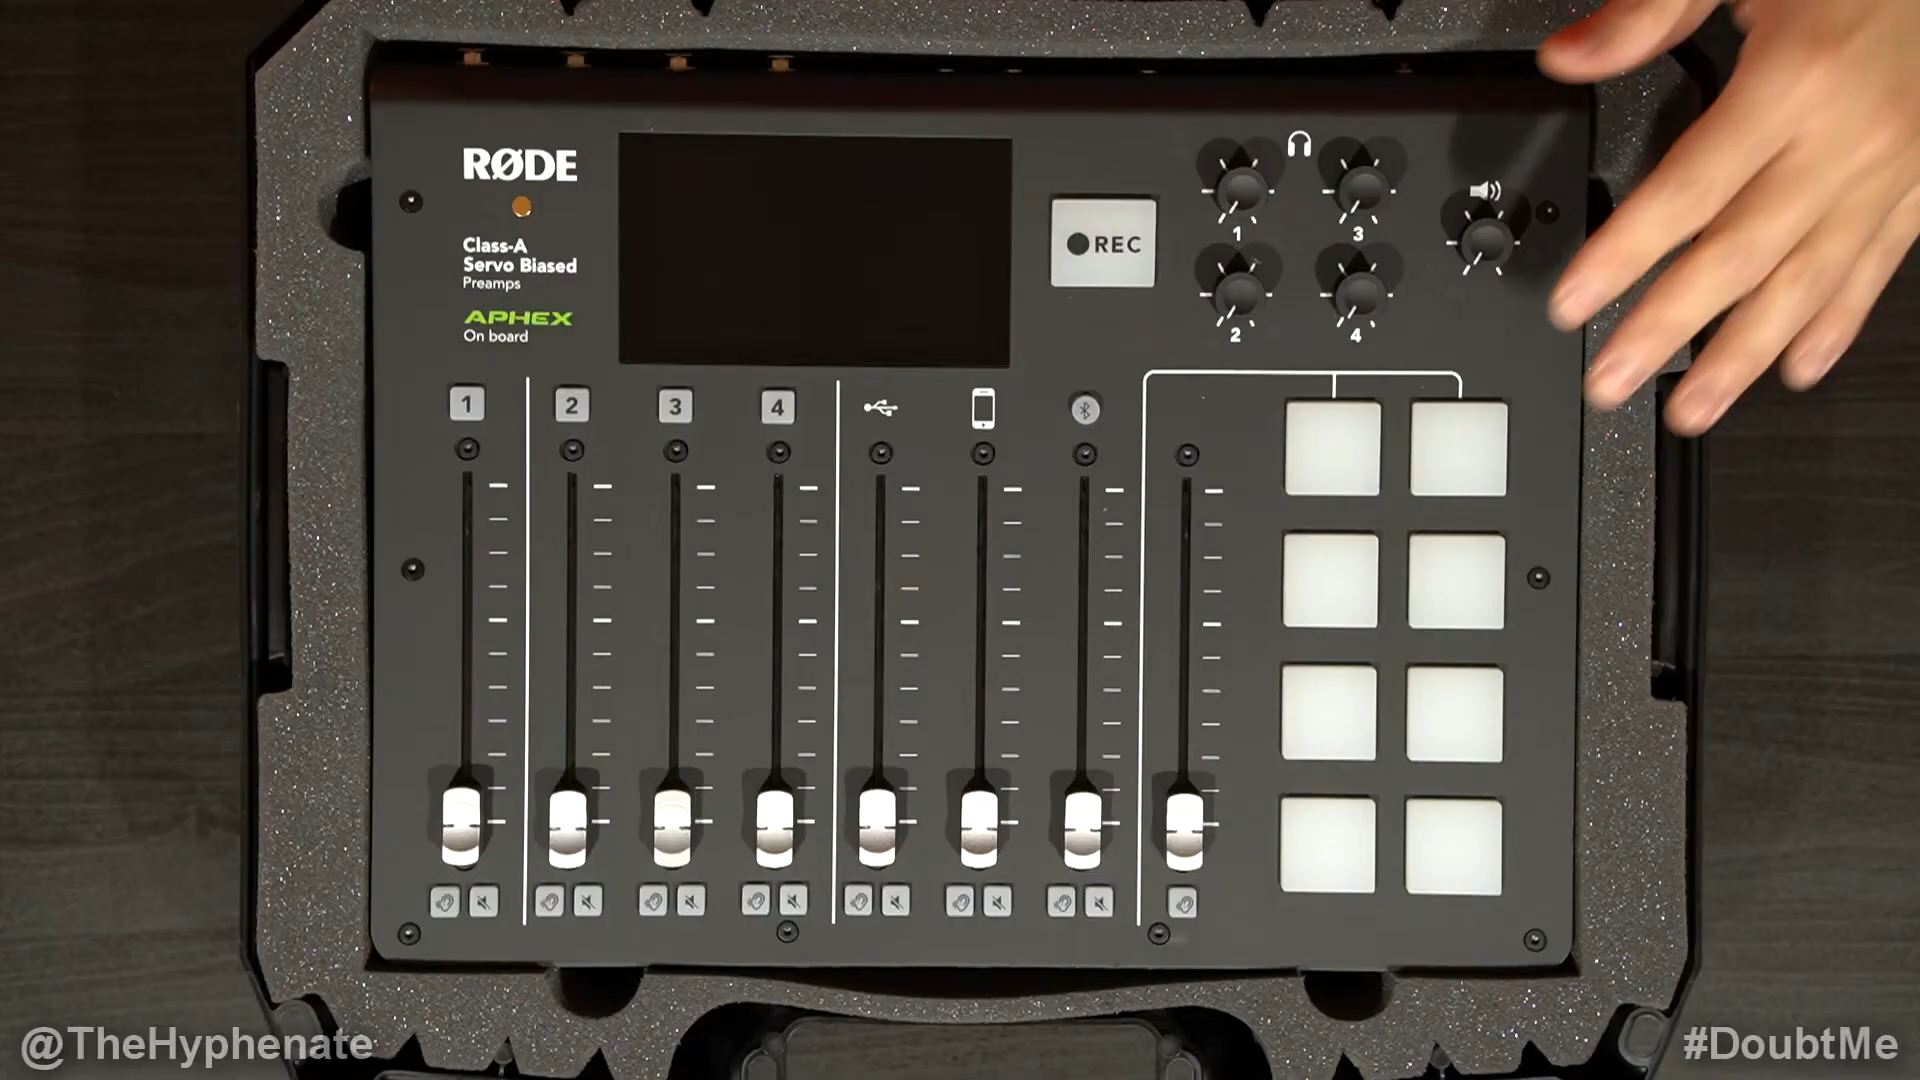 RØDE
Class-A
Servo Biased
Preamps
APHEX
On board
REC
1
3
2
4
1
2
3
4
@TheHyphenate
#DoubtMe